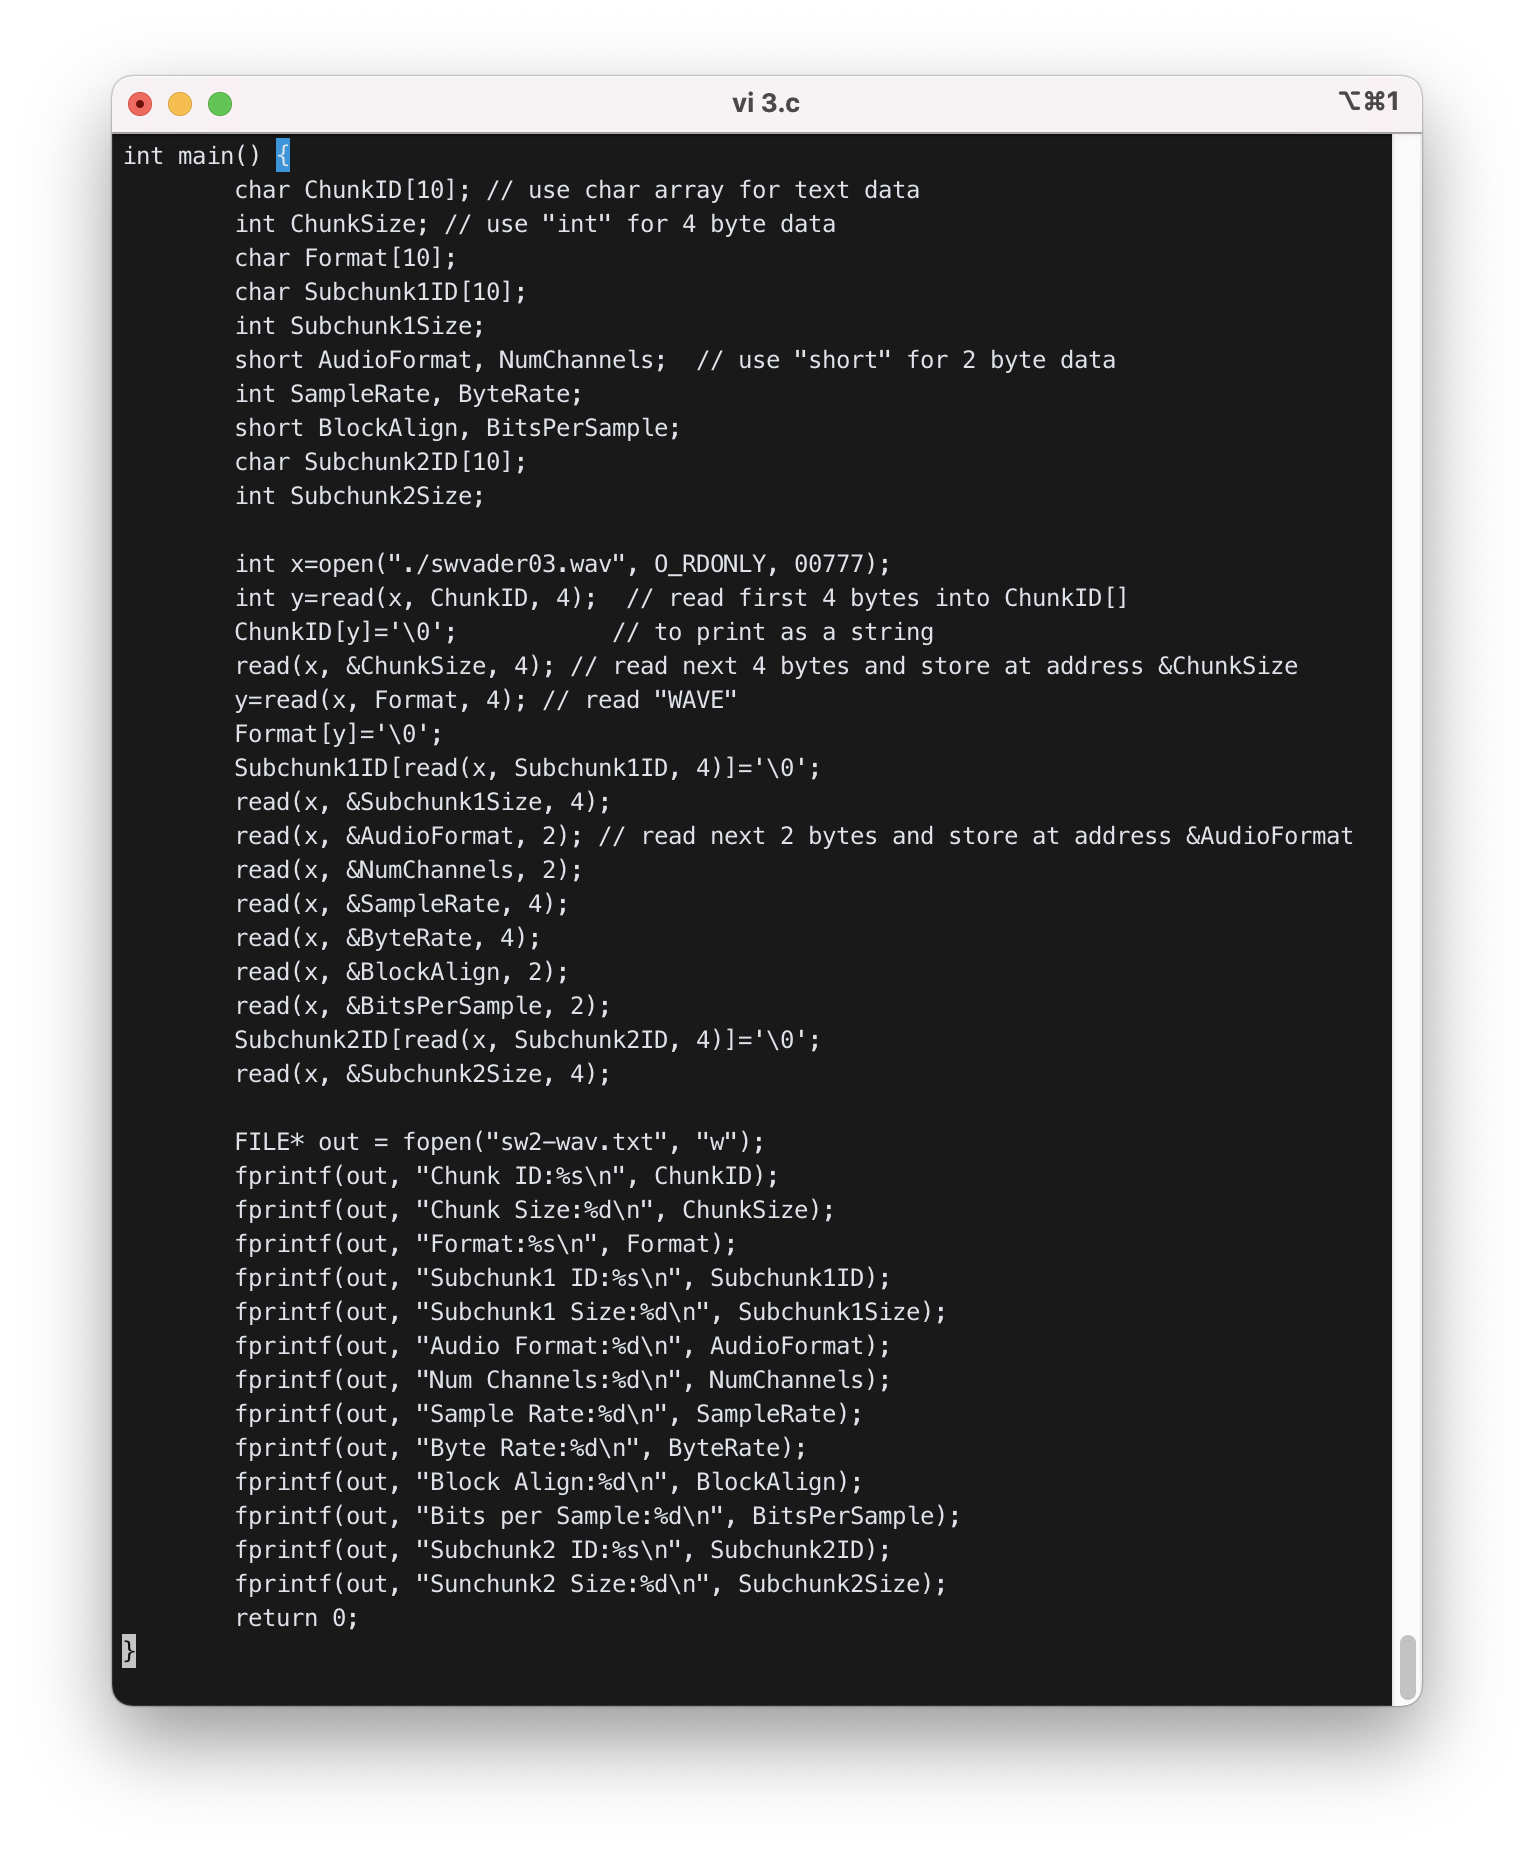 vi 3.c
⌥⌘1
int main() {
        char ChunkID[10]; // use char array for text data
        int ChunkSize; // use "int" for 4 byte data
        char Format[10];
        char Subchunk1ID[10];
        int Subchunk1Size;
        short AudioFormat, NumChannels;  // use "short" for 2 byte data
        int SampleRate, ByteRate;
        short BlockAlign, BitsPerSample;
        char Subchunk2ID[10];
        int Subchunk2Size;

        int x=open("./swvader03.wav", O_RDONLY, 00777);
        int y=read(x, ChunkID, 4);  // read first 4 bytes into ChunkID[]
        ChunkID[y]='\0';           // to print as a string
        read(x, &ChunkSize, 4); // read next 4 bytes and store at address &ChunkSize
        y=read(x, Format, 4); // read "WAVE"
        Format[y]='\0';
        Subchunk1ID[read(x, Subchunk1ID, 4)]='\0';
        read(x, &Subchunk1Size, 4);
        read(x, &AudioFormat, 2); // read next 2 bytes and store at address &AudioFormat
        read(x, &NumChannels, 2);
        read(x, &SampleRate, 4);
        read(x, &ByteRate, 4);
        read(x, &BlockAlign, 2);
        read(x, &BitsPerSample, 2);
        Subchunk2ID[read(x, Subchunk2ID, 4)]='\0';
        read(x, &Subchunk2Size, 4);

        FILE* out = fopen("sw2-wav.txt", "w");
        fprintf(out, "Chunk ID:%s\n", ChunkID);
        fprintf(out, "Chunk Size:%d\n", ChunkSize);
        fprintf(out, "Format:%s\n", Format);
        fprintf(out, "Subchunk1 ID:%s\n", Subchunk1ID);
        fprintf(out, "Subchunk1 Size:%d\n", Subchunk1Size);
        fprintf(out, "Audio Format:%d\n", AudioFormat);
        fprintf(out, "Num Channels:%d\n", NumChannels);
        fprintf(out, "Sample Rate:%d\n", SampleRate);
        fprintf(out, "Byte Rate:%d\n", ByteRate);
        fprintf(out, "Block Align:%d\n", BlockAlign);
        fprintf(out, "Bits per Sample:%d\n", BitsPerSample);
        fprintf(out, "Subchunk2 ID:%s\n", Subchunk2ID);
        fprintf(out, "Sunchunk2 Size:%d\n", Subchunk2Size);
        return 0;
}